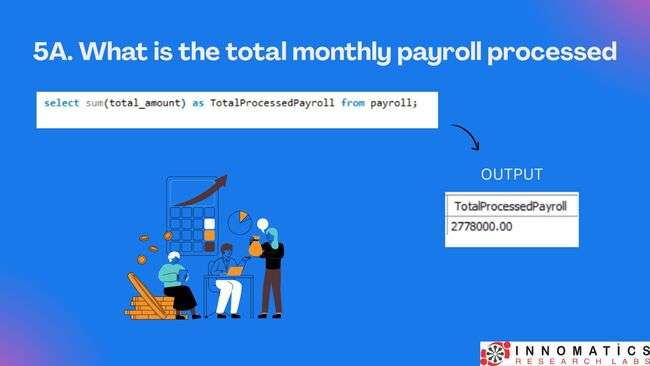 5A. What is the total monthly payroll processed
select sum(total_amount) as TotalProcessedPayroll from payroll;
OUTPUT
TotalProcessedPayroll
2778000.00
INNOMATICS
RESEARCH LABS